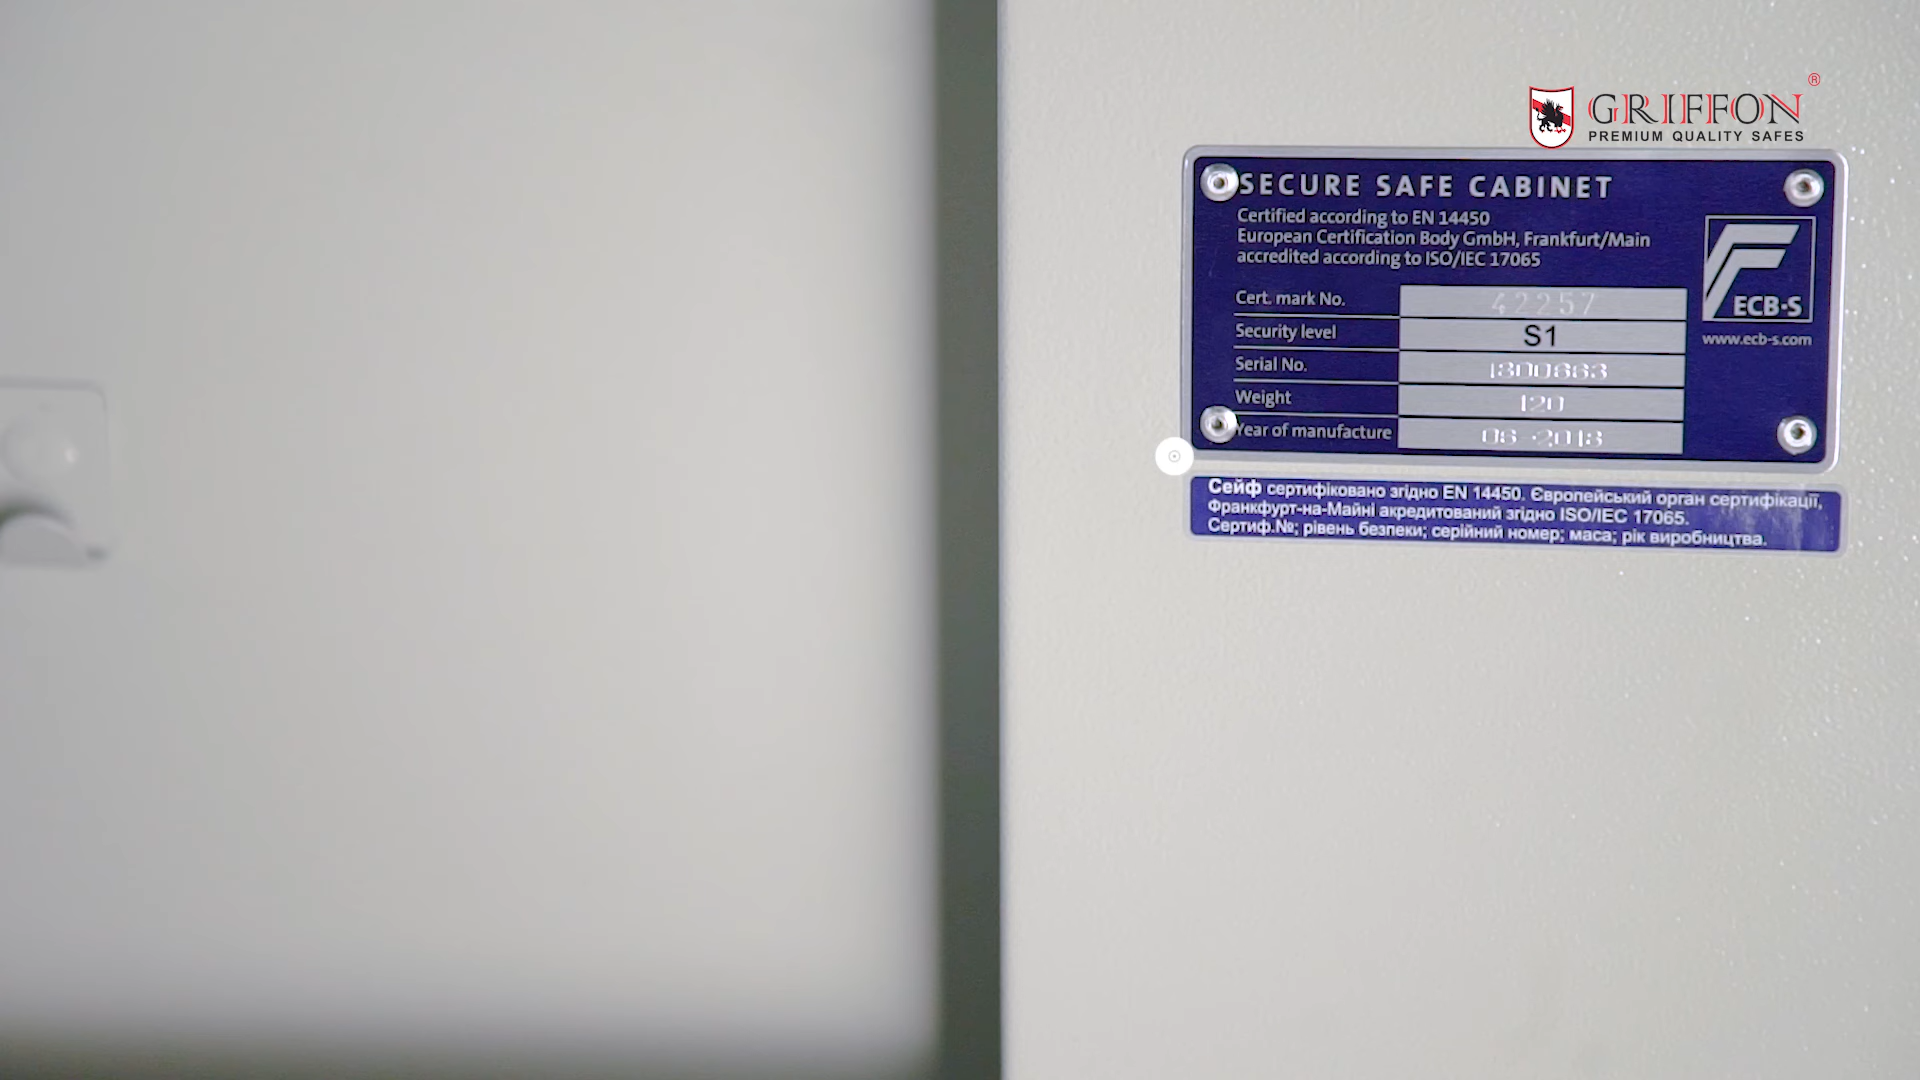 GRIFFON ®
PREMIUM QUALITY SAFES
SECURE SAFE CABINET
Certified according to EN 14450
European Certification Body GmbH, Frankfurt/Main
accredited according to ISO/IEC 17065
ECB·S
www.ecb-s.com
Cert. mark No. 42257
Security level S1
Serial No. 1800663
Weight 120
Year of manufacture 06-2018
Сейф сертифіковано згідно EN 14450. Європейський орган сертифікації,
Франкфурт-на-Майні акредитований згідно ISO/IEC 17065.
Сертиф.№; рівень безпеки; серійний номер; маса; рік виробництва.